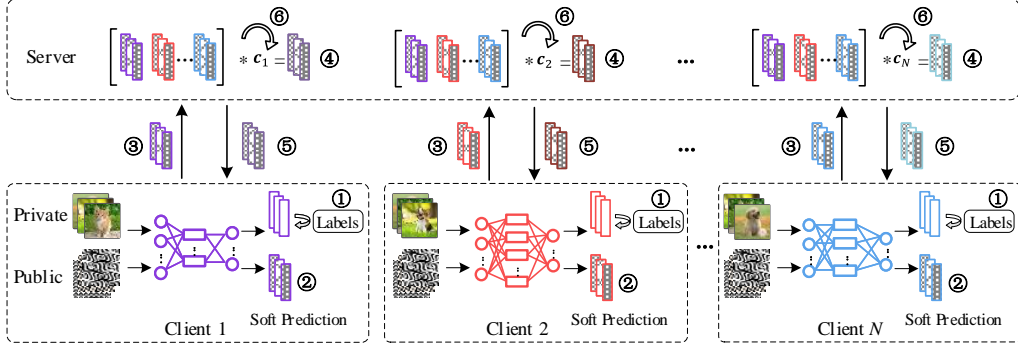 ⑥ ⑥ ⑥
Server [ ... ] * c₁ = ④ [ ... ] * c₂ = ④ ... [ ... ] * c_N = ④
③ ⑤ ③ ⑤ ... ③ ⑤
① ① ①
Private Labels Labels Labels
Public ② ② ... ②
Soft Prediction Soft Prediction Soft Prediction
Client 1 Client 2 Client N